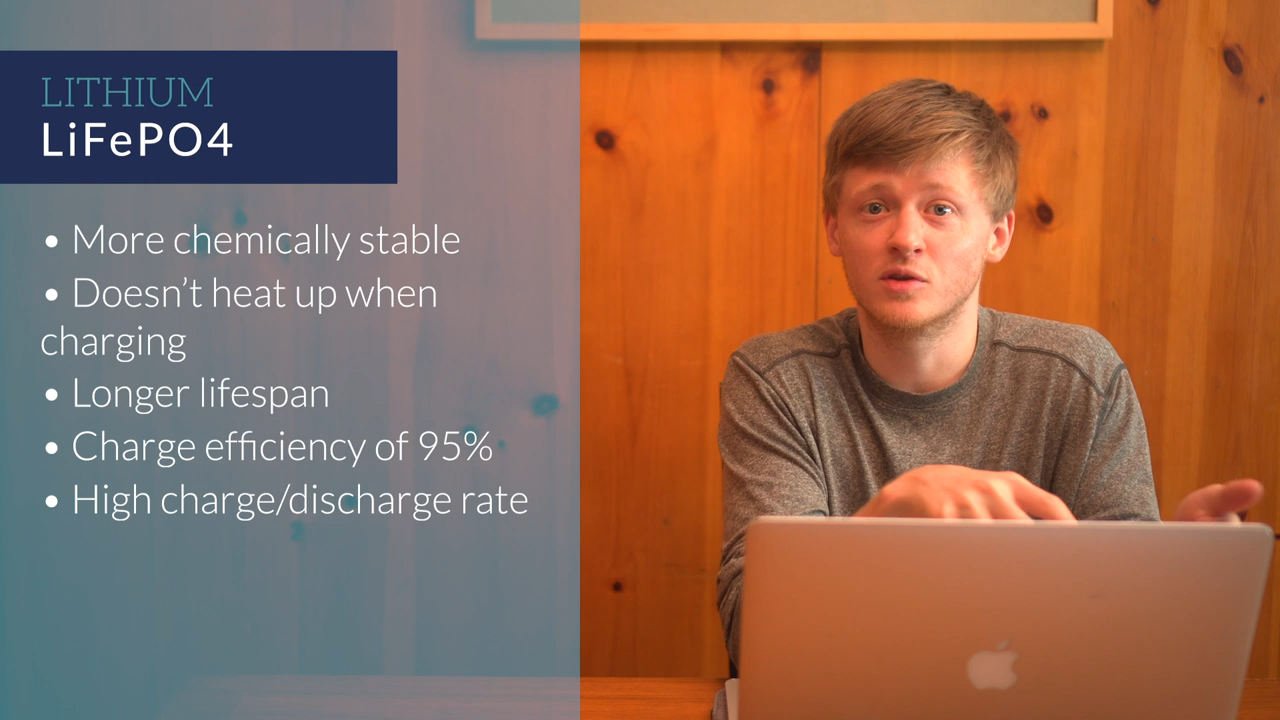 LITHIUM
LiFePO4
• More chemically stable
• Doesn’t heat up when
charging
• Longer lifespan
• Charge efficiency of 95%
• High charge/discharge rate